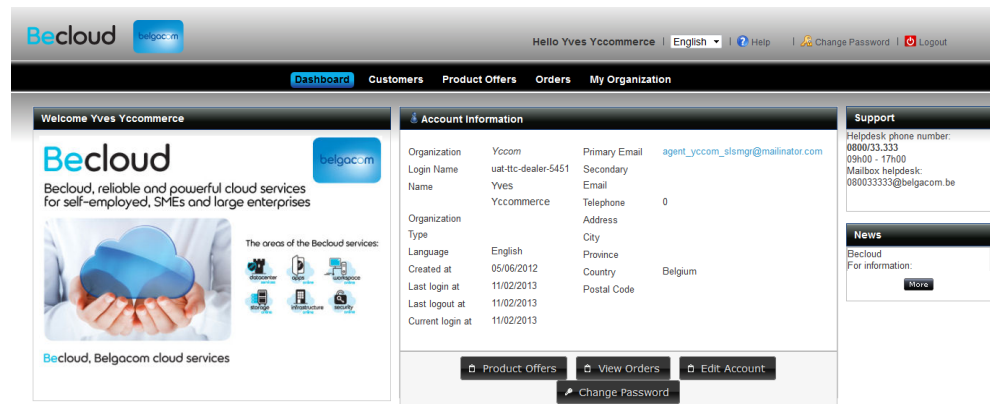 Becloud belgacom
Hello Yves Yccommerce | English | Help | Change Password | Logout
Dashboard Customers Product Offers Orders My Organization
Welcome Yves Yccommerce
Becloud belgacom
Becloud, reliable and powerful cloud services
for self-employed, SMEs and large enterprises
The areas of the Becloud services:
datacenter apps workspace
services online online
storage infrastructure security
online online online
Becloud, Belgacom cloud services
Account Information
Organization Yccom
Login Name uat-ttc-dealer-5451
Name Yves
Yccommerce
Organization
Type
Language English
Created at 05/06/2012
Last login at 11/02/2013
Last logout at 11/02/2013
Current login at 11/02/2013
Primary Email agent_yccom_slsmgr@mailinator.com
Secondary
Email
Telephone 0
Address
City
Province
Country Belgium
Postal Code
Product Offers View Orders Edit Account
Change Password
Support
Helpdesk phone number:
0800/33.333
09h00 - 17h00
Mailbox helpdesk:
080033333@belgacom.be
News
Becloud
For information:
More